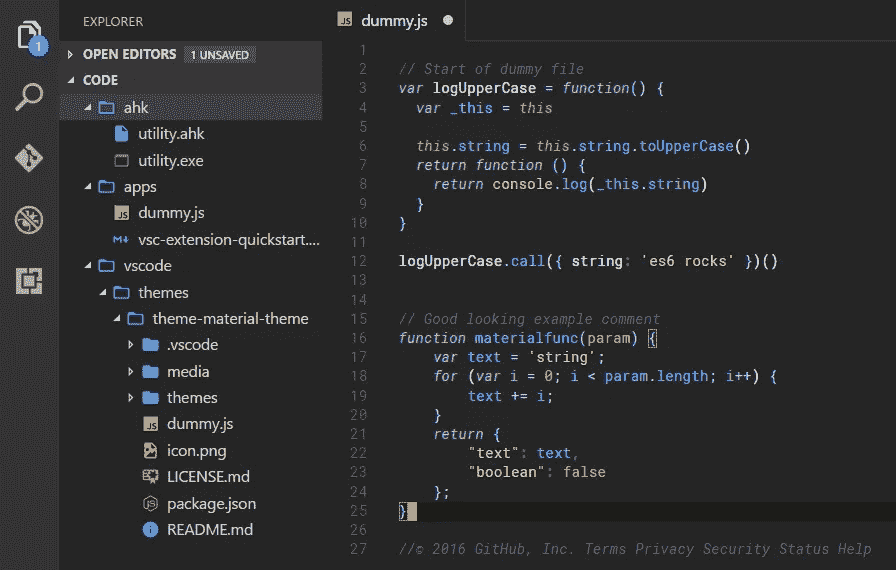 EXPLORER
OPEN EDITORS 1 UNSAVED
CODE
ahk
utility.ahk
utility.exe
apps
JS dummy.js
vsc-extension-quickstart....
vscode
themes
theme-material-theme
.vscode
media
themes
JS dummy.js
icon.png
LICENSE.md
package.json
README.md
1
JS dummy.js
1
2 // Start of dummy file
3 var logUpperCase = function() {
4 var _this = this
5
6 this.string = this.string.toUpperCase()
7 return function () {
8 return console.log(_this.string)
9 }
10 }
11
12 logUpperCase.call({ string: 'es6 rocks' })()
13
14
15 // Good looking example comment
16 function materialfunc(param) {
17 var text = 'string';
18 for (var i = 0; i < param.length; i++) {
19 text += i;
20 }
21 return {
22 "text": text,
23 "boolean": false
24 };
25 }
26
27 //© 2016 GitHub, Inc. Terms Privacy Security Status Help